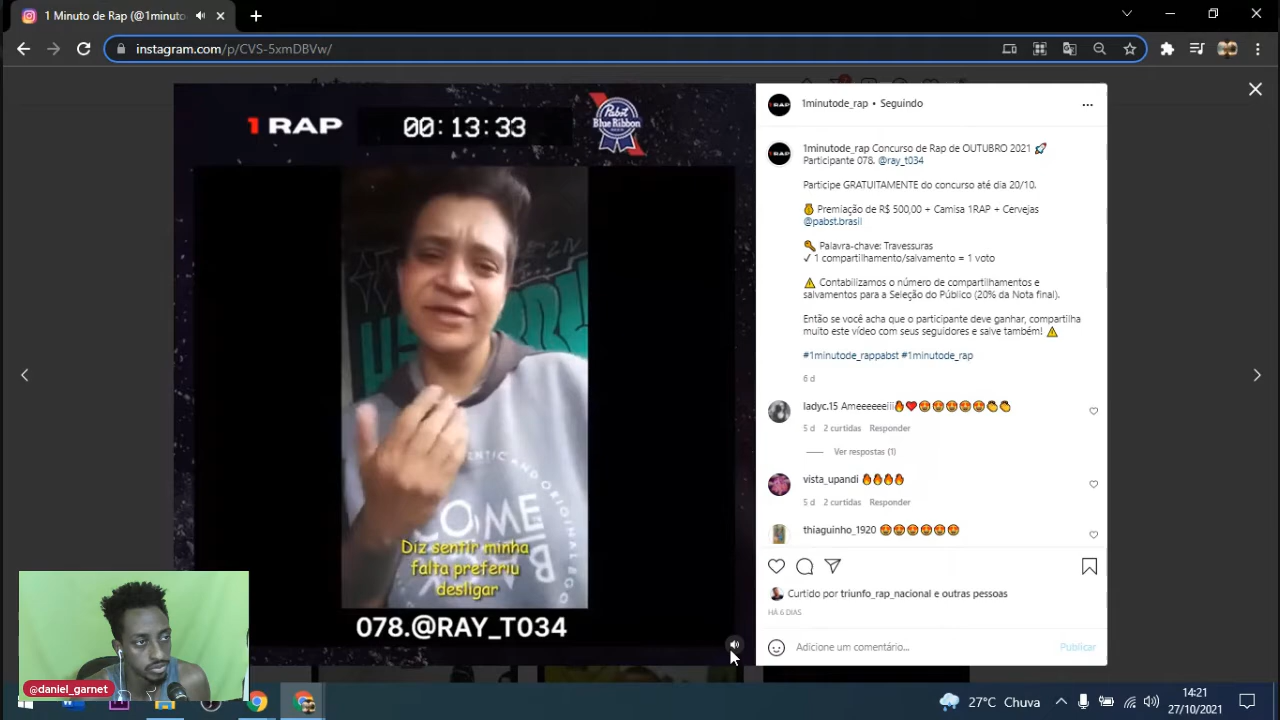 1 Minuto de Rap (@1minuto
instagram.com/p/CVS-5xmDBVw/
1 RAP
00:13:33
Pabst
Blue Ribbon
Diz sentir minha
falta preferiu
desligar
078.@RAY_T034
@daniel_garnet
1minutode_rap • Seguindo
1minutode_rap Concurso de Rap de OUTUBRO 2021 🚀
Participante 078. @ray_t034
Participe GRATUITAMENTE do concurso até dia 20/10.
💰 Premiação de R$ 500,00 + Camisa 1RAP + Cervejas
@pabst.brasil
🔑 Palavra-chave: Travessuras
✓ 1 compartilhamento/salvamento = 1 voto
⚠ Contabilizamos o número de compartilhamentos e
salvamentos para a Seleção do Público (20% da Nota final).
Então se você acha que o participante deve ganhar, compartilha
muito este vídeo com seus seguidores e salve também! ⚠
#1minutode_rappabst #1minutode_rap
6 d
ladyc.15 Ameeeeeeiii🔥❤😍😍😍😍😍👏👏
5 d 2 curtidas Responder
Ver respostas (1)
vista_upandi 🔥🔥🔥🔥
5 d 2 curtidas Responder
thiaguinho_1920 😍😍😍😍😍😍
Curtido por triunfo_rap_nacional e outras pessoas
HÁ 6 DIAS
Adicione um comentário...
Publicar
27°C Chuva
14:21
27/10/2021